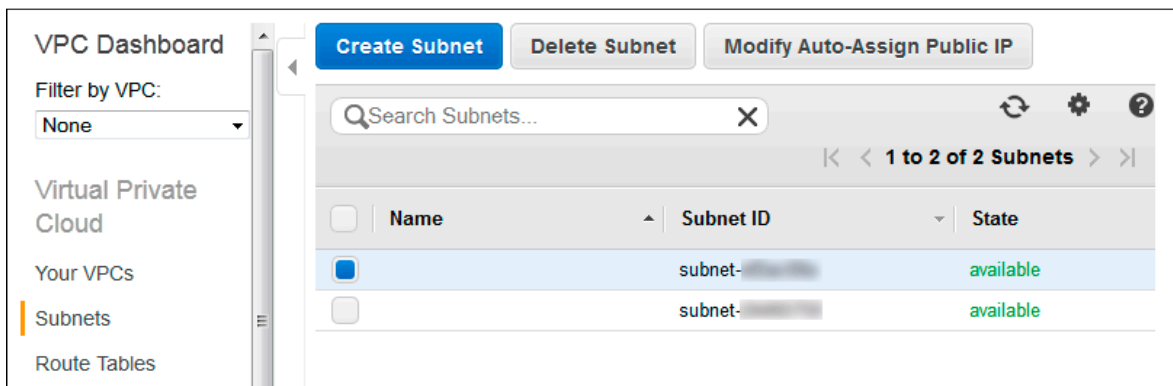 VPC Dashboard
Filter by VPC:
None
Virtual Private
Cloud
Your VPCs
Subnets
Route Tables
Create Subnet Delete Subnet Modify Auto-Assign Public IP
Search Subnets...
1 to 2 of 2 Subnets
Name Subnet ID State
subnet- available
subnet- available